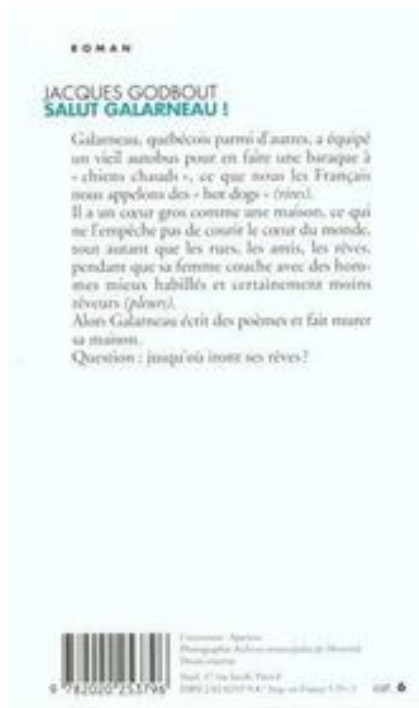 ROMAN
JACQUES GODBOUT
SALUT GALARNEAU !
Galarneau, québécois parmi d'autres, a équipé
un vieil autobus pour en faire une baraque à
« chiens chauds », ce que nous les Français
nous appelons des « hot dogs » (rires).
Il a un cœur gros comme une maison, ce qui
ne l'empêche pas de courir le cœur du monde,
tout autant que les rues, les amis, les rêves,
pendant que sa femme couche avec des hom-
mes mieux habillés et certainement moins
rêveurs (pleurs).
Alors Galarneau écrit des poèmes et fait murer
sa maison.
Question : jusqu'où iront ses rêves ?
9 782020 253796
cat. 6